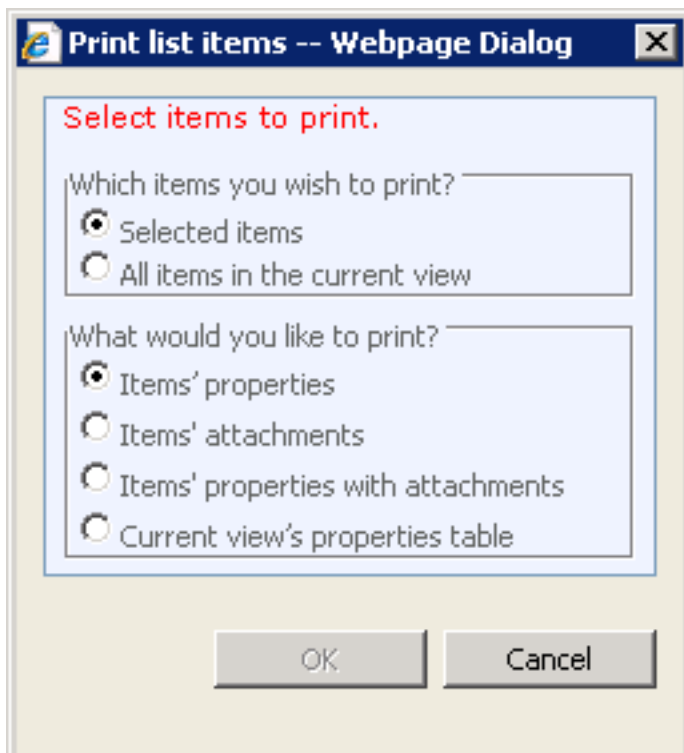 Print list items -- Webpage Dialog
Select items to print.
Which items you wish to print?
Selected items
All items in the current view
What would you like to print?
Items’ properties
Items' attachments
Items' properties with attachments
Current view’s properties table
OK
Cancel